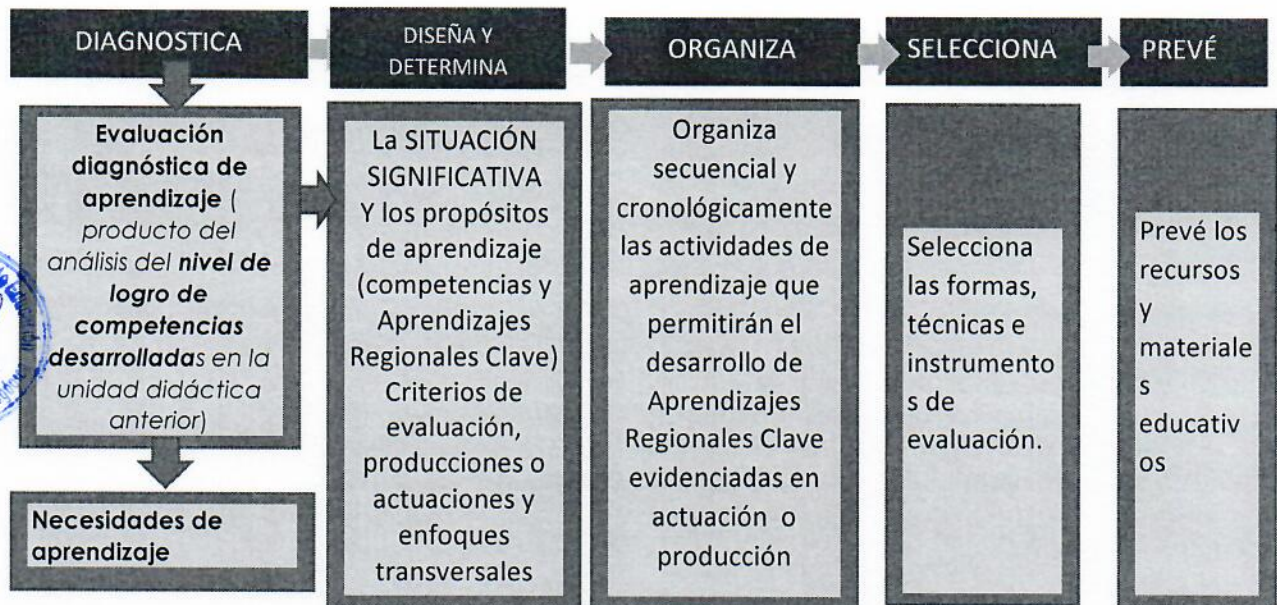 DIAGNOSTICA
DISEÑA Y
DETERMINA
ORGANIZA
SELECCIONA
PREVÉ
Evaluación
diagnóstica de
aprendizaje (
producto del
análisis del nivel de
logro de
competencias
desarrolladas en la
unidad didáctica
anterior)
Necesidades de
aprendizaje
La SITUACIÓN
SIGNIFICATIVA
Y los propósitos
de aprendizaje
(competencias y
Aprendizajes
Regionales Clave)
Criterios de
evaluación,
producciones o
actuaciones y
enfoques
transversales
Organiza
secuencial y
cronológicamente
las actividades de
aprendizaje que
permitirán el
desarrollo de
Aprendizajes
Regionales Clave
evidenciadas en
actuación o
producción
Selecciona
las formas,
técnicas e
instrumento
s de
evaluación.
Prevé los
recursos
y
materiale
s
educativ
os